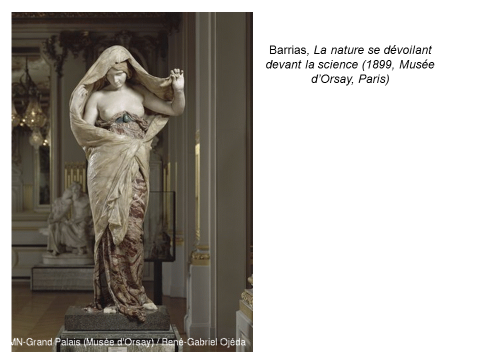 Barrias, La nature se dévoilant
devant la science (1899, Musée
d'Orsay, Paris)
MN-Grand Palais (Musée d'Orsay) / René-Gabriel Ojéda